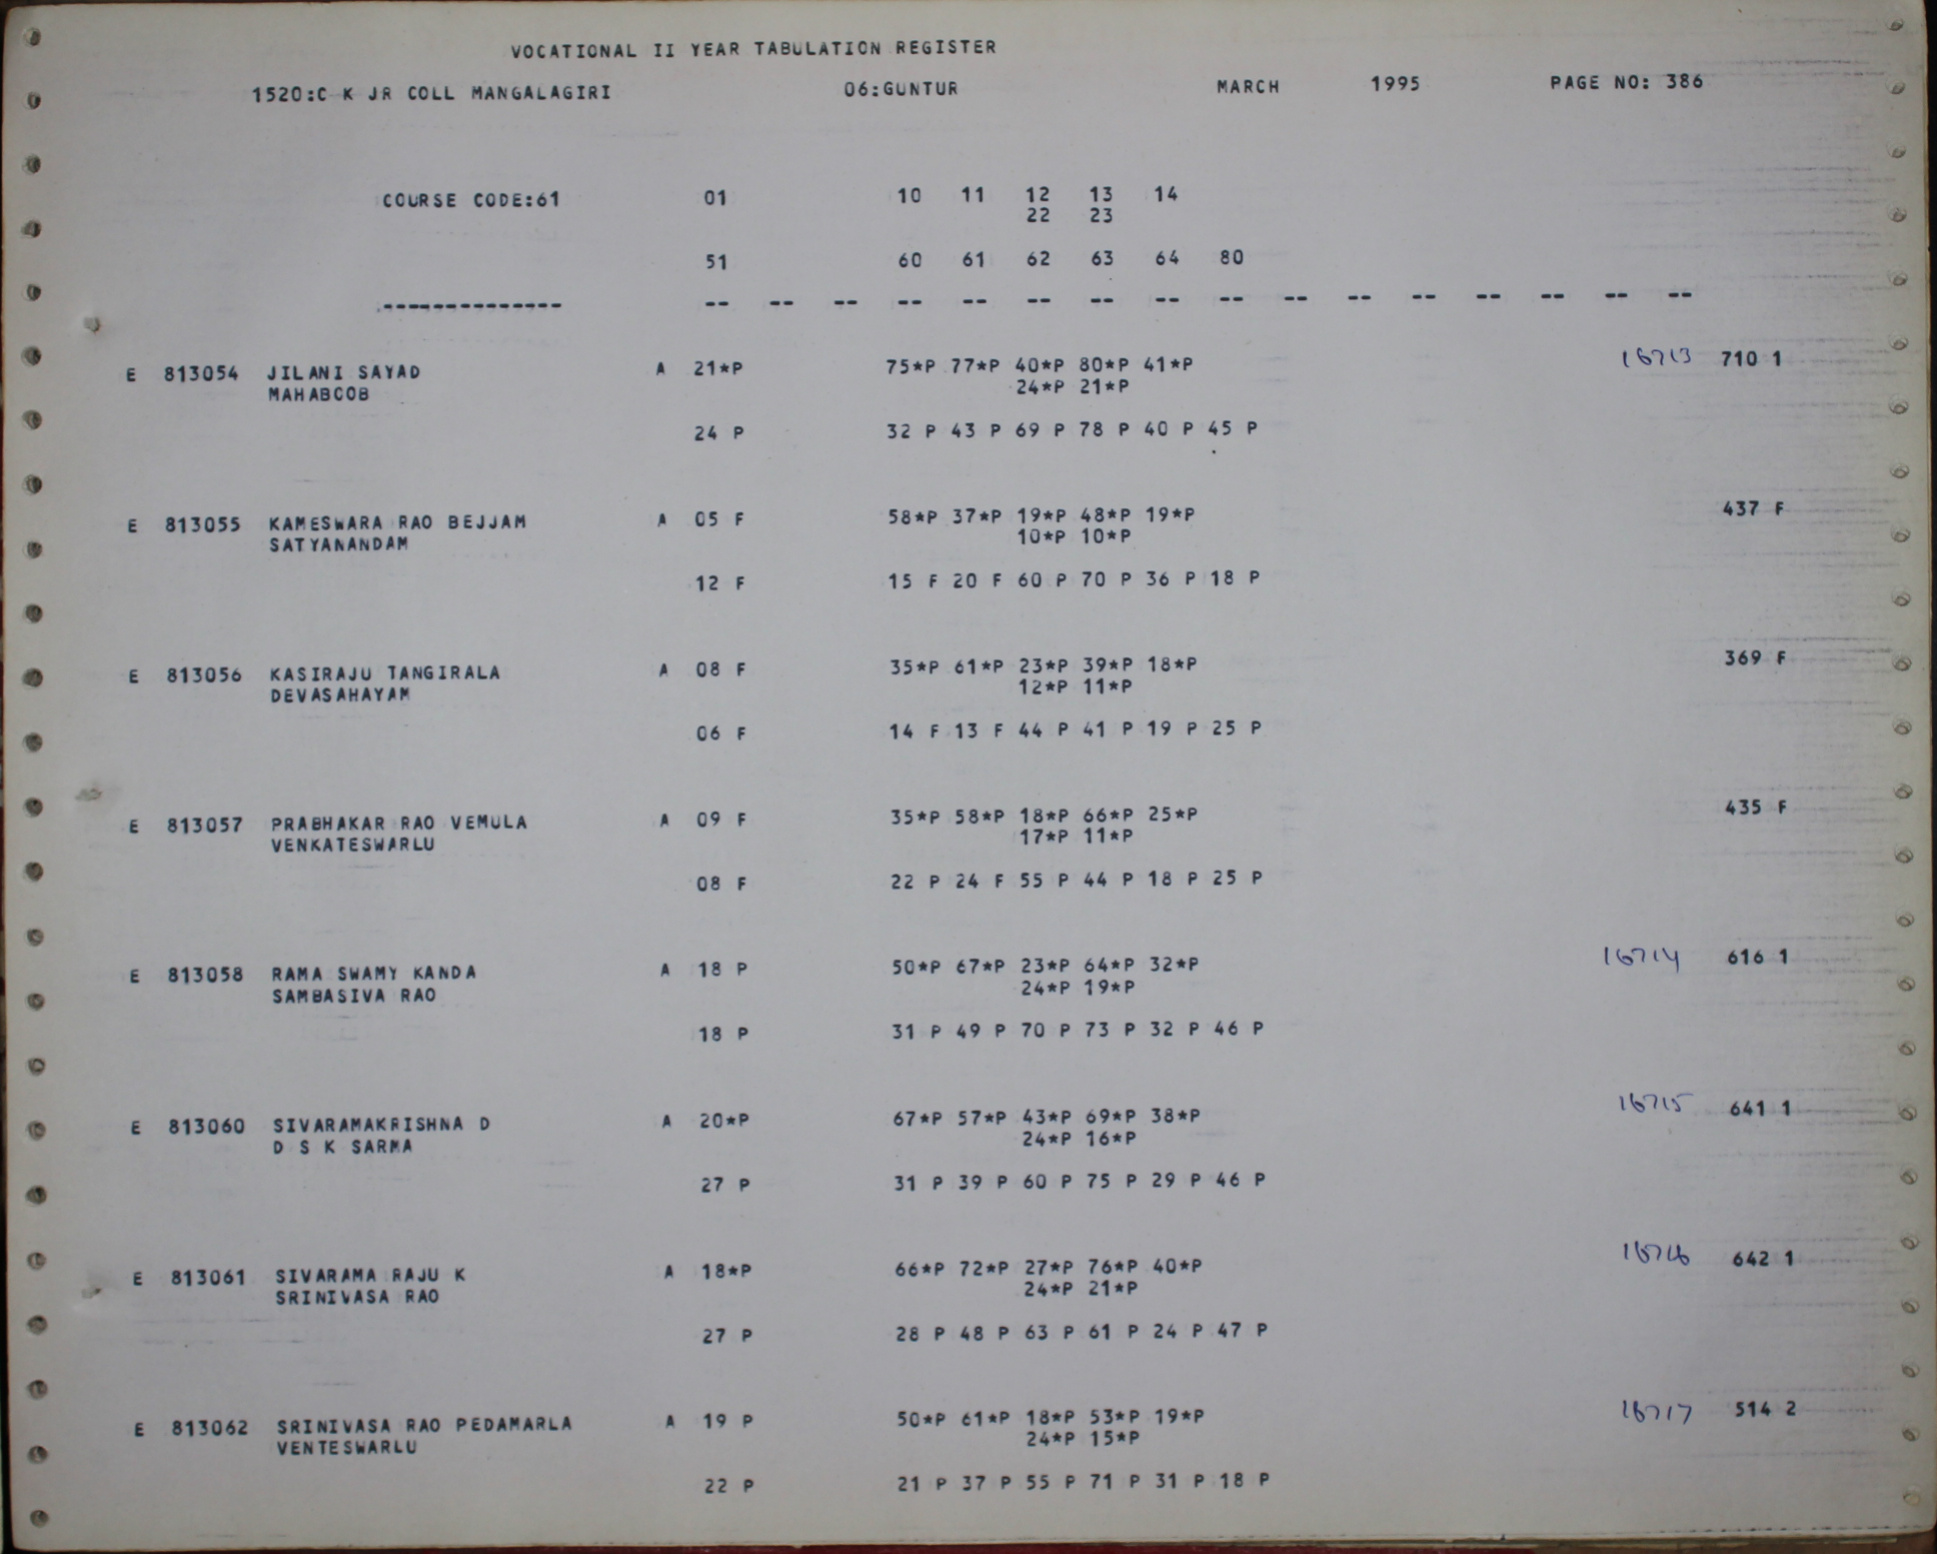 VOCATIONAL II YEAR TABULATION REGISTER
1520:C K JR COLL MANGALAGIRI 06:GUNTUR MARCH 1995 PAGE NO: 386
COURSE CODE:61 01 10 11 12 13 14
22 23
51 60 61 62 63 64 80
-------------- -- -- -- -- -- -- -- -- -- -- -- -- -- -- -- --
E 813054 JILANI SAYAD A 21*P 75*P 77*P 40*P 80*P 41*P 16713 710 1
MAHABCOB 24*P 21*P
24 P 32 P 43 P 69 P 78 P 40 P 45 P
E 813055 KAMESWARA RAO BEJJAM A 05 F 58*P 37*P 19*P 48*P 19*P 437 F
SATYANANDAM 10*P 10*P
12 F 15 F 20 F 60 P 70 P 36 P 18 P
E 813056 KASIRAJU TANGIRALA A 08 F 35*P 61*P 23*P 39*P 18*P 369 F
DEVASAHAYAM 12*P 11*P
06 F 14 F 13 F 44 P 41 P 19 P 25 P
E 813057 PRABHAKAR RAO VEMULA A 09 F 35*P 58*P 18*P 66*P 25*P 435 F
VENKATESWARLU 17*P 11*P
08 F 22 P 24 F 55 P 44 P 18 P 25 P
E 813058 RAMA SWAMY KANDA A 18 P 50*P 67*P 23*P 64*P 32*P 16714 616 1
SAMBASIVA RAO 24*P 19*P
18 P 31 P 49 P 70 P 73 P 32 P 46 P
E 813060 SIVARAMAKRISHNA D A 20*P 67*P 57*P 43*P 69*P 38*P 16715 641 1
D S K SARMA 24*P 16*P
27 P 31 P 39 P 60 P 75 P 29 P 46 P
E 813061 SIVARAMA RAJU K A 18*P 66*P 72*P 27*P 76*P 40*P 16716 642 1
SRINIVASA RAO 24*P 21*P
27 P 28 P 48 P 63 P 61 P 24 P 47 P
E 813062 SRINIVASA RAO PEDAMARLA A 19 P 50*P 61*P 18*P 53*P 19*P 16717 514 2
VENTESWARLU 24*P 15*P
22 P 21 P 37 P 55 P 71 P 31 P 18 P